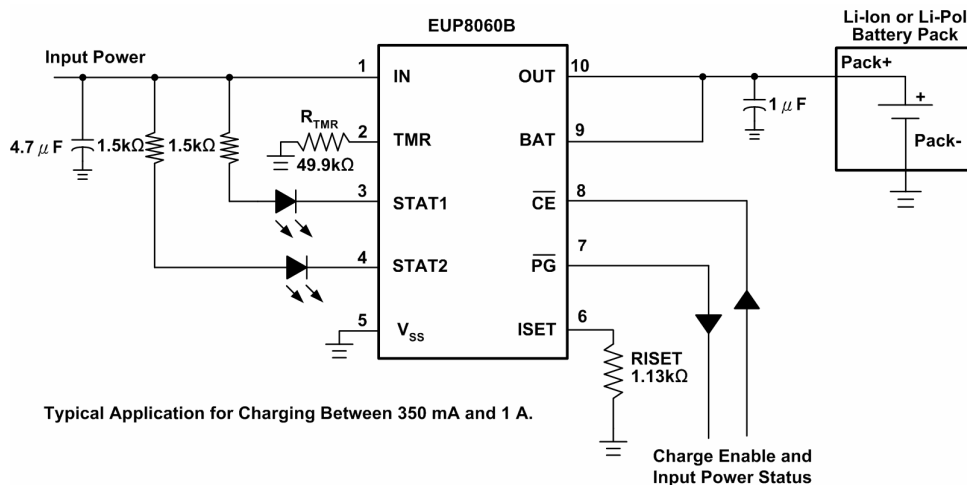 EUP8060B
Li-Ion or Li-Pol
Battery Pack
Input Power
Pack+
+
Pack-
1
IN
OUT
10
4.7 μF
1.5kΩ
1.5kΩ
R_TMR
49.9kΩ
2
TMR
BAT
9
1 μF
3
STAT1
CE
8
4
STAT2
PG
7
5
VSS
ISET
6
RISET
1.13kΩ
Typical Application for Charging Between 350 mA and 1 A.
Charge Enable and
Input Power Status